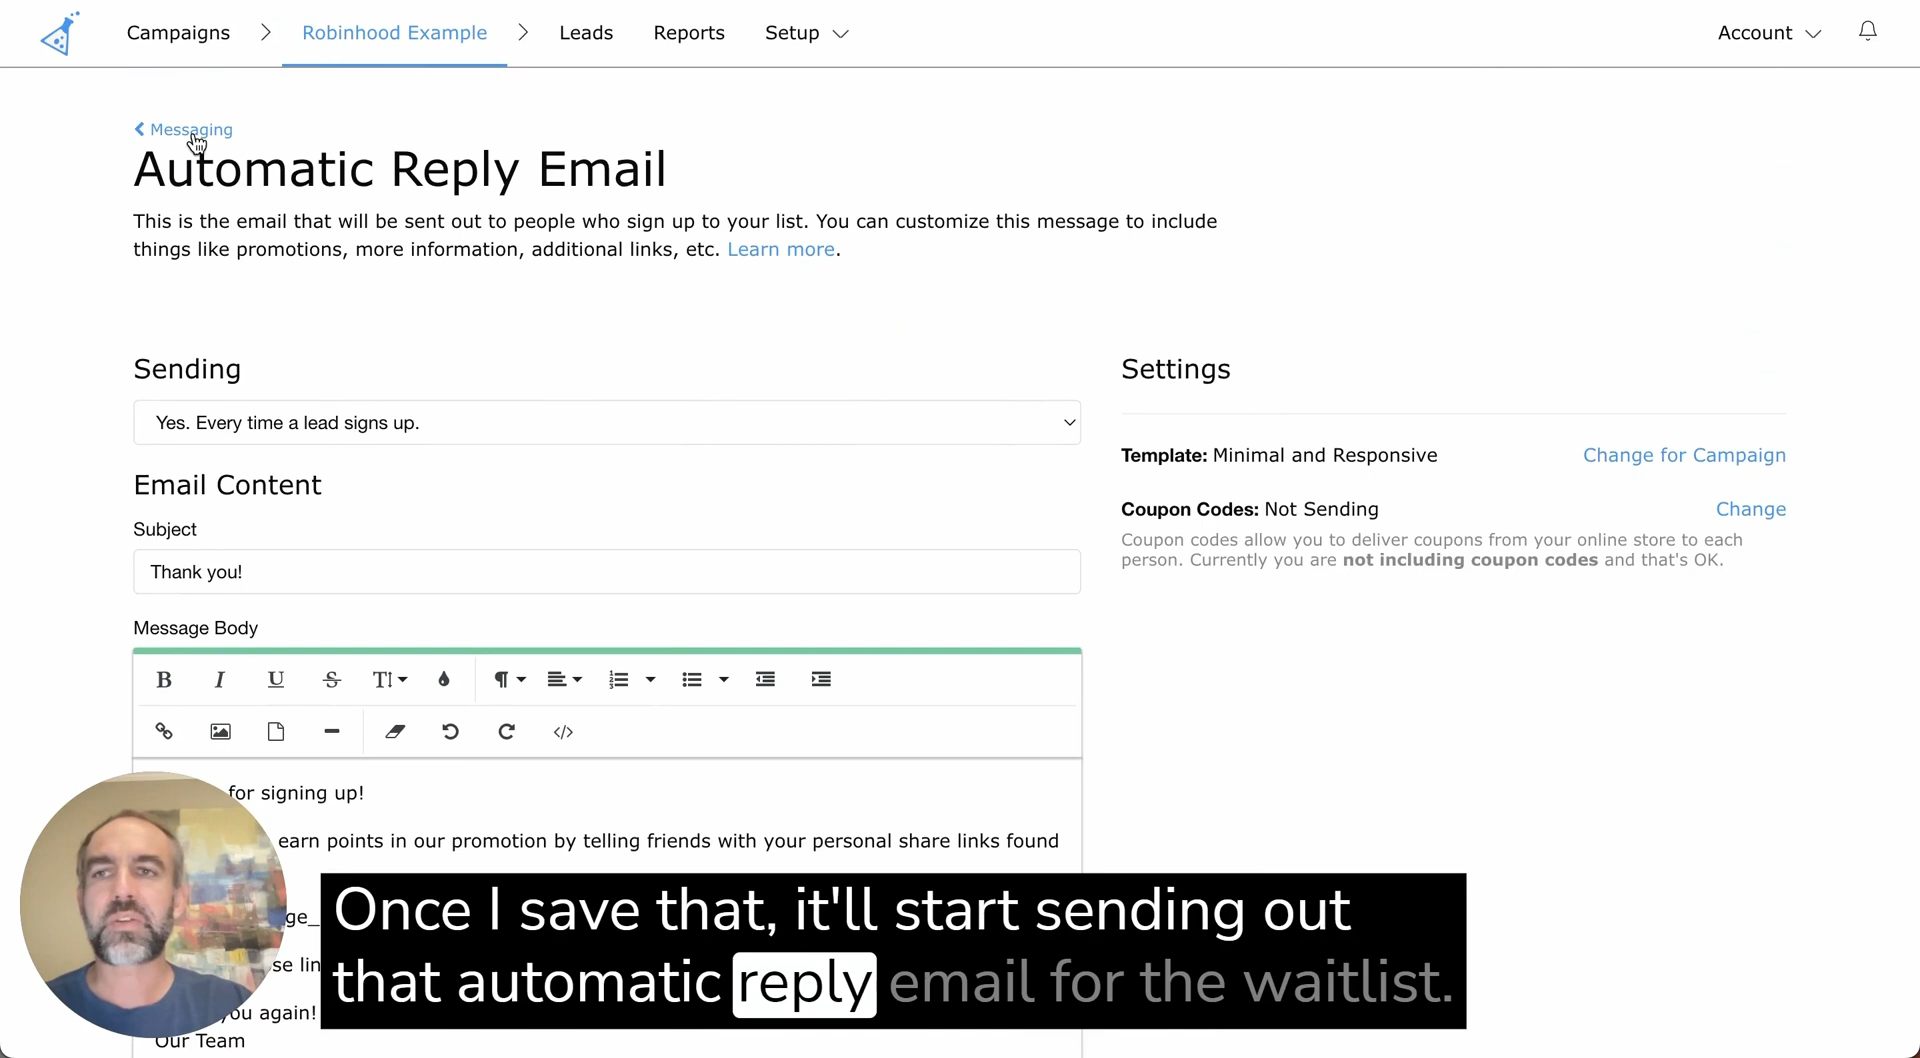 Campaigns Robinhood Example Leads Reports Setup Account
Messaging
Automatic Reply Email
This is the email that will be sent out to people who sign up to your list. You can customize this message to include
things like promotions, more information, additional links, etc. Learn more.
Sending
Settings
Yes. Every time a lead signs up.
Template: Minimal and Responsive Change for Campaign
Email Content
Coupon Codes: Not Sending Change
Subject
Coupon codes allow you to deliver coupons from your online store to each
person. Currently you are not including coupon codes and that's OK.
Thank you!
Message Body
for signing up!
earn points in our promotion by telling friends with your personal share links found
Once I save that, it'll start sending out
that automatic reply email for the waitlist.
again!
Our Team